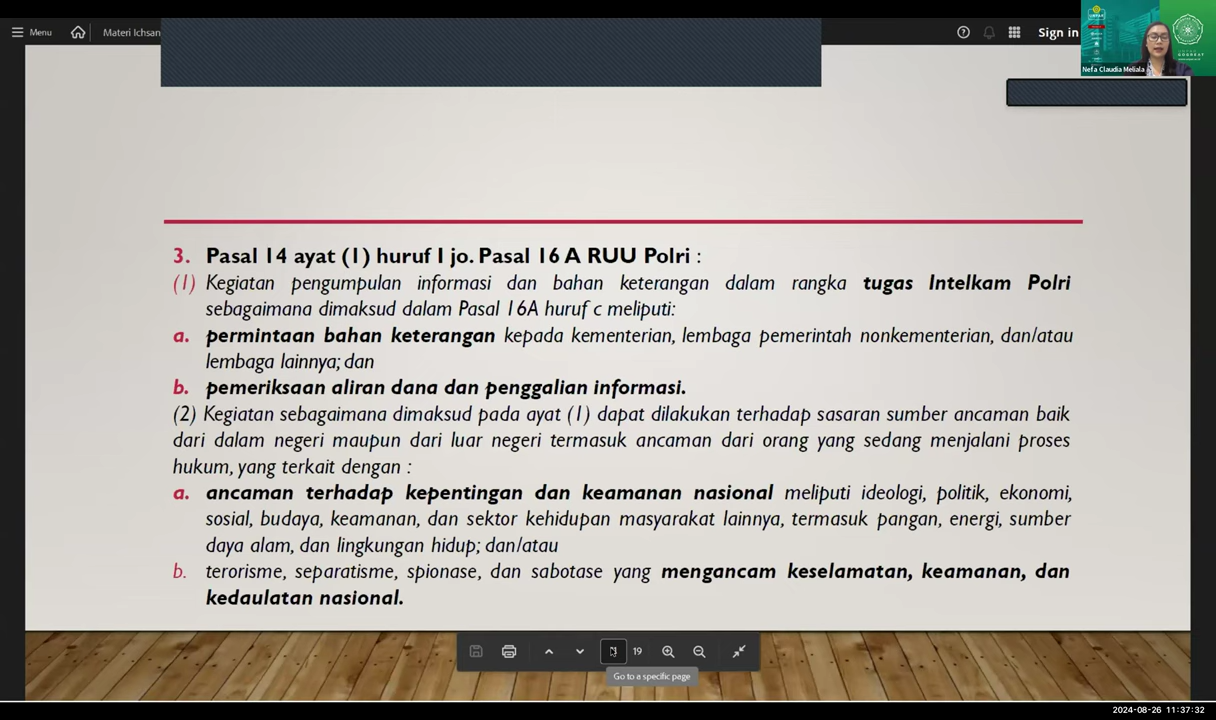 Menu
Materi Ichsan
Sign in
Nefa Claudia Meliala
3. Pasal 14 ayat (1) huruf l jo. Pasal 16 A RUU Polri :
(1) Kegiatan pengumpulan informasi dan bahan keterangan dalam rangka tugas Intelkam Polri
sebagaimana dimaksud dalam Pasal 16A huruf c meliputi:
a. permintaan bahan keterangan kepada kementerian, lembaga pemerintah nonkementerian, dan/atau
lembaga lainnya; dan
b. pemeriksaan aliran dana dan penggalian informasi.
(2) Kegiatan sebagaimana dimaksud pada ayat (1) dapat dilakukan terhadap sasaran sumber ancaman baik
dari dalam negeri maupun dari luar negeri termasuk ancaman dari orang yang sedang menjalani proses
hukum, yang terkait dengan :
a. ancaman terhadap kepentingan dan keamanan nasional meliputi ideologi, politik, ekonomi,
sosial, budaya, keamanan, dan sektor kehidupan masyarakat lainnya, termasuk pangan, energi, sumber
daya alam, dan lingkungan hidup; dan/atau
b. terorisme, separatisme, spionase, dan sabotase yang mengancam keselamatan, keamanan, dan
kedaulatan nasional.
19
Go to a specific page
2024-08-26 11:37:32